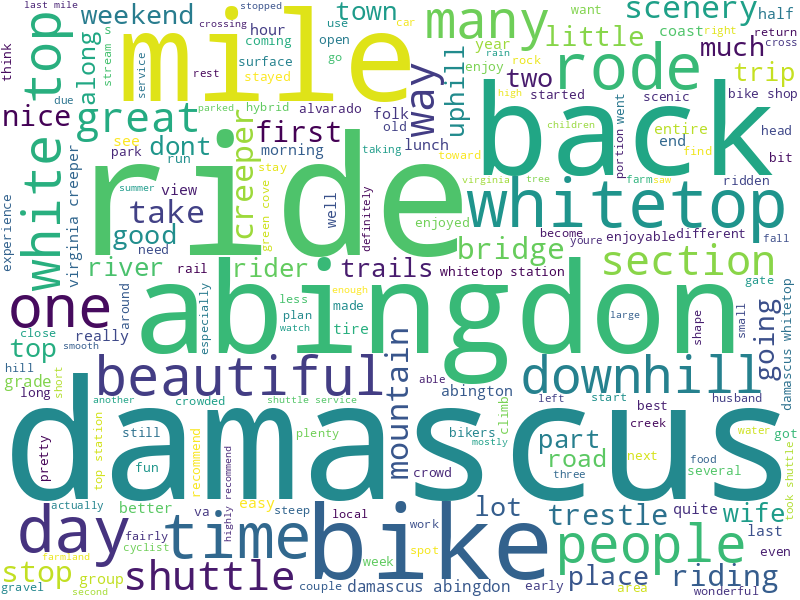 last mile
crossing
stopped
car
weekend
use
town
many
scenery
half
think
top
along
stream
s
mile
hour
coming
open
go
little
want
coast
right
return
cross
service
surface
rest
stayed
way
uphill
year
rain
rock
enjoy
rode
much
trip
due
nice
great
parked
hybrid
alvarado
folk
old
two
started
scenic
bike shop
high
back
first
dont
see
park
run
creeper
morning
taking
lunch
children
portion
went
entire
end
find
head
bit
white
virginia creeper
summer
view
ride
stay
toward
virginia
tree
farm
saw
ridden
experience
take
good
need
green cove
well
definitely
enjoyed
whitetop
become
youre
enjoyable
different
fall
river
rail
rider
trails
bridge
whitetop station
section
gate
one
around
especially
less
plan
watch
enough
made
tire
abingdon
large
shape
small
going
damascus whitetop
close
top
really
smooth
hill
grade
long
short
beautiful
mountain
able
abington
downhill
another
crowded
shuttle service
climb
left
start
best
creek
husband
damascus
pretty
top station
still
fun
recommend
highly recommend
plenty
crowd
bikers
mostly
part
road
next
three
food
several
water
got
took shuttle
actually
day
better
va
fairly
cyclist
easy
steep
time
local
bike
work
spot
lot
trestle
people
quite
wife
last
even
farmland
stop
gravel
group
second
shuttle
week
couple
damascus abingdon
early
place
area
riding
wonderful